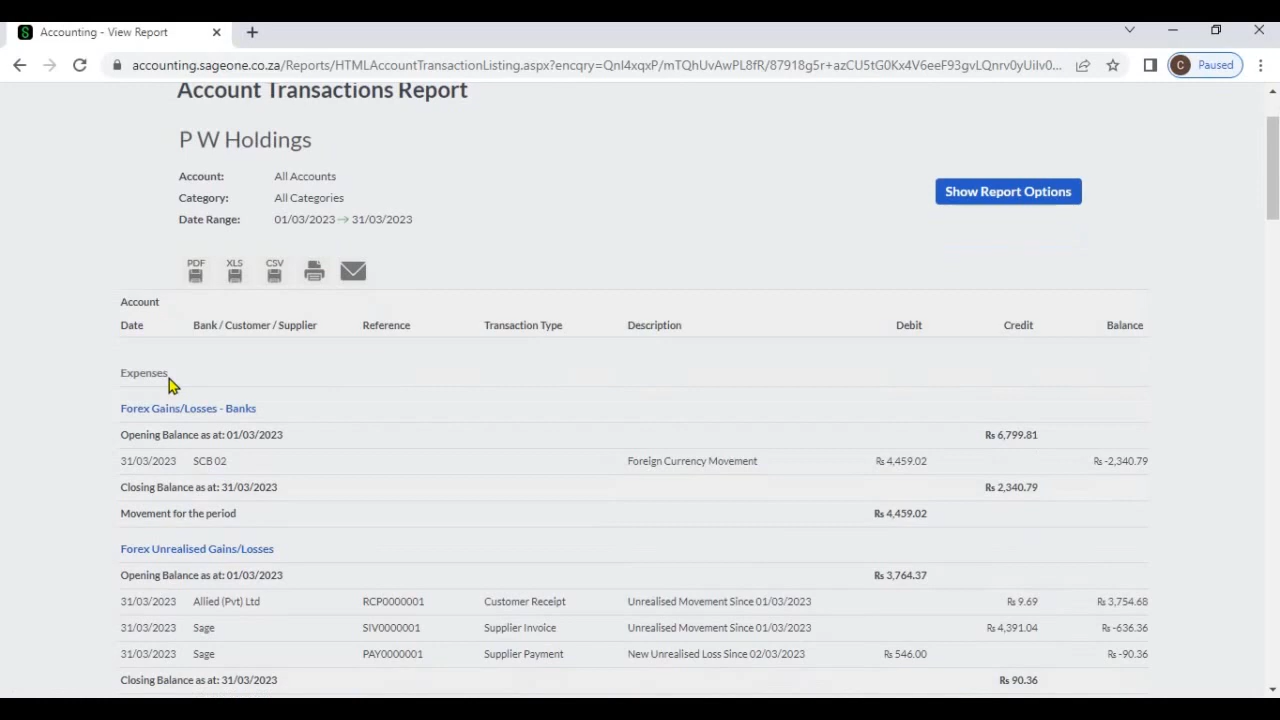 Accounting - View Report
accounting.sageone.co.za/Reports/HTMLAccountTransactionListing.aspx?encqry=QnI4xqxP/mTQhUvAwPL8fR/87918g5r+azCU5tG0Kx4V6eeF93gvLQnrv0yUiIv0...
C Paused
Account Transactions Report
P W Holdings
Account: All Accounts
Category: All Categories
Date Range: 01/03/2023 → 31/03/2023
Show Report Options
PDF XLS CSV
Account
Date Bank / Customer / Supplier Reference Transaction Type Description Debit Credit Balance
Expenses
Forex Gains/Losses - Banks
Opening Balance as at: 01/03/2023 Rs 6,799.81
31/03/2023 SCB 02 Foreign Currency Movement Rs 4,459.02 Rs -2,340.79
Closing Balance as at: 31/03/2023 Rs 2,340.79
Movement for the period Rs 4,459.02
Forex Unrealised Gains/Losses
Opening Balance as at: 01/03/2023 Rs 3,764.37
31/03/2023 Allied (Pvt) Ltd RCP0000001 Customer Receipt Unrealised Movement Since 01/03/2023 Rs 9.69 Rs 3,754.68
31/03/2023 Sage SIV0000001 Supplier Invoice Unrealised Movement Since 01/03/2023 Rs 4,391.04 Rs -636.36
31/03/2023 Sage PAY0000001 Supplier Payment New Unrealised Loss Since 02/03/2023 Rs 546.00 Rs -90.36
Closing Balance as at: 31/03/2023 Rs 90.36